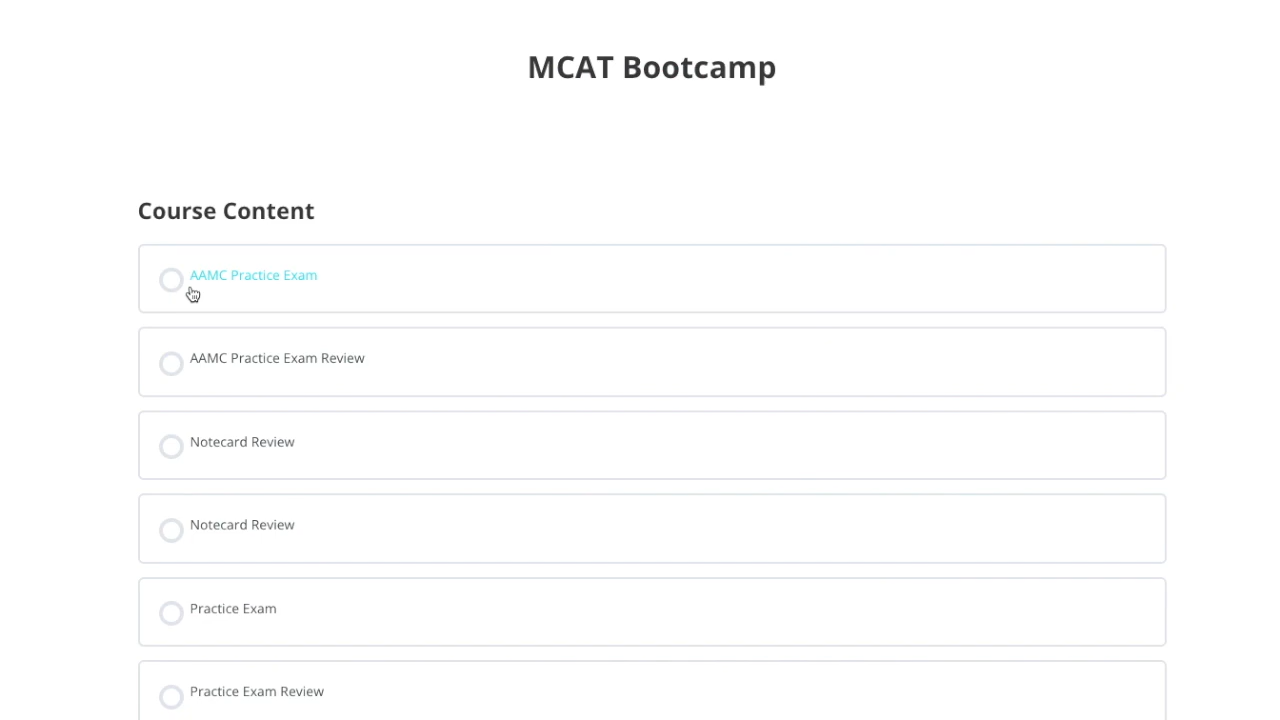 MCAT Bootcamp
Course Content
AAMC Practice Exam
AAMC Practice Exam Review
Notecard Review
Notecard Review
Practice Exam
Practice Exam Review